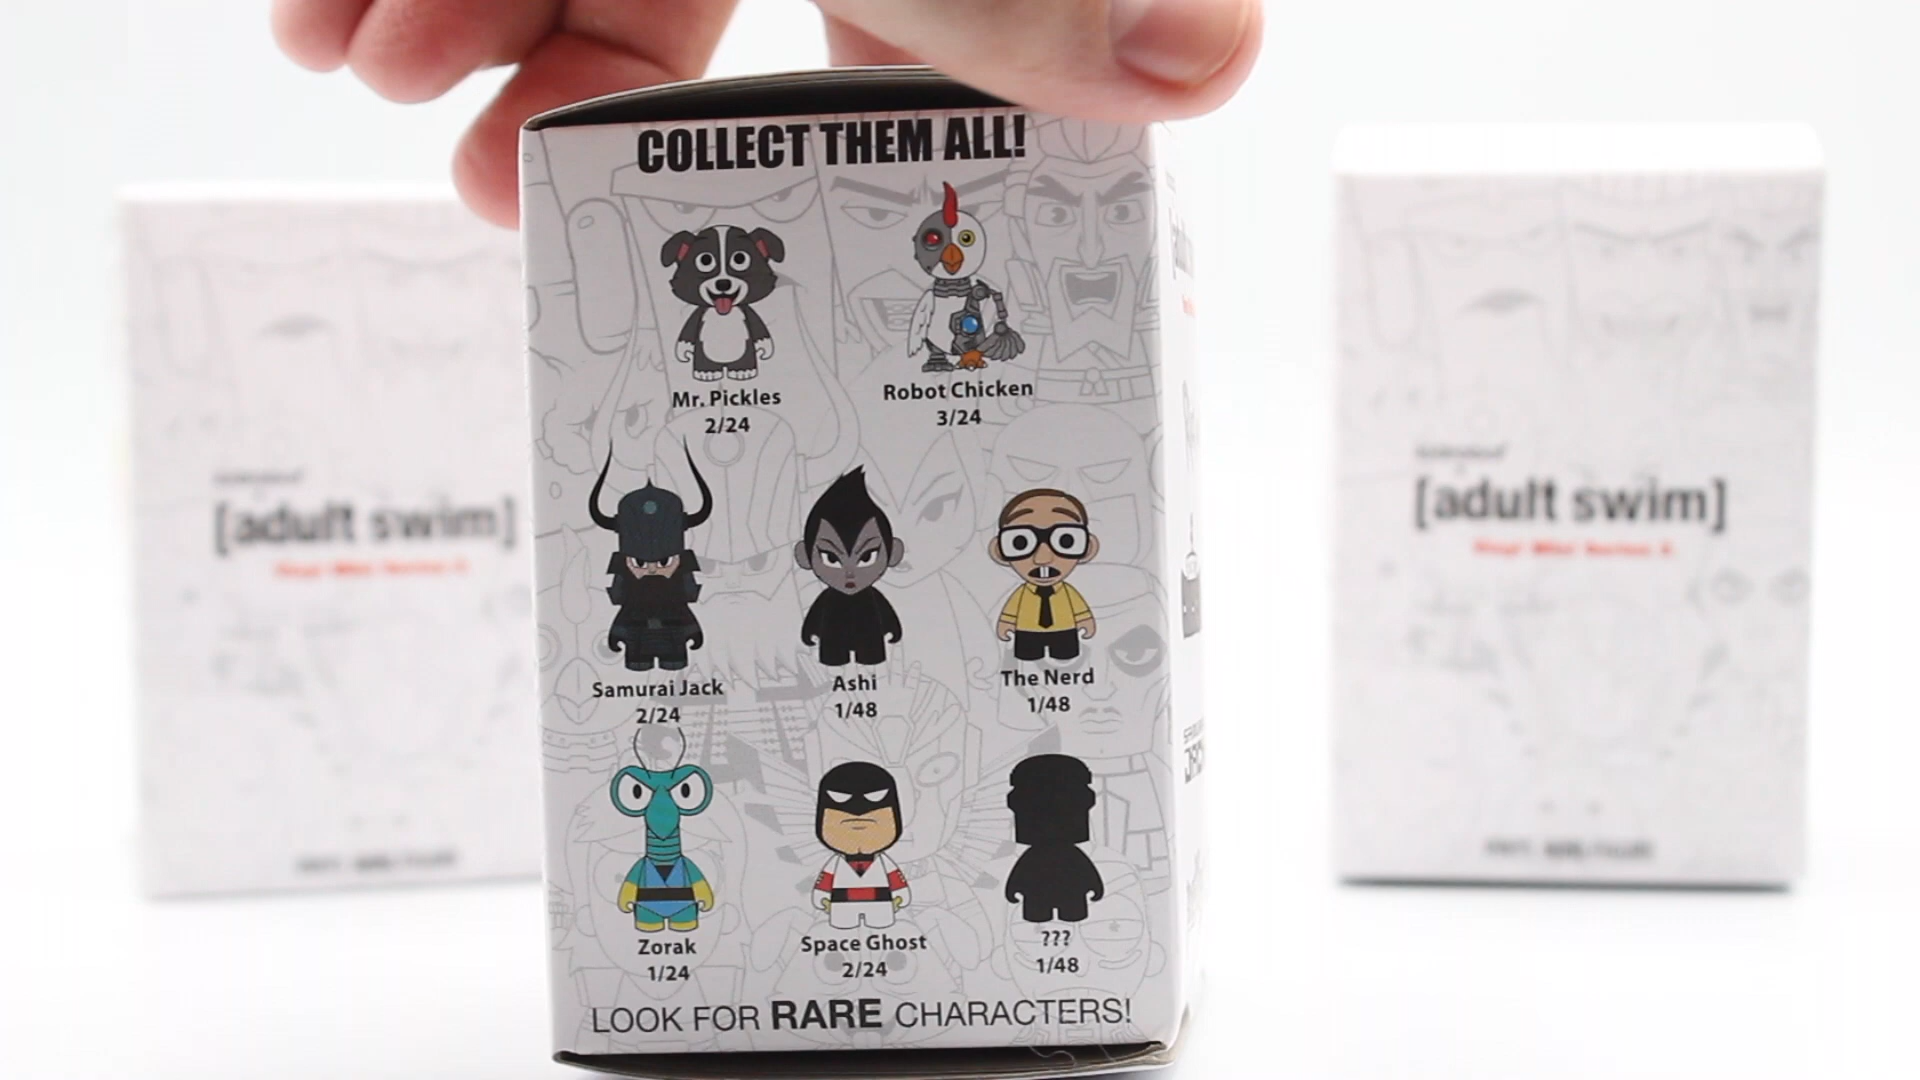 COLLECT THEM ALL!
Mr. Pickles
2/24
Robot Chicken
3/24
Samurai Jack
2/24
Ashi
1/48
The Nerd
1/48
Zorak
1/24
Space Ghost
2/24
???
1/48
LOOK FOR RARE CHARACTERS!
[adult swim]
[adult swim]